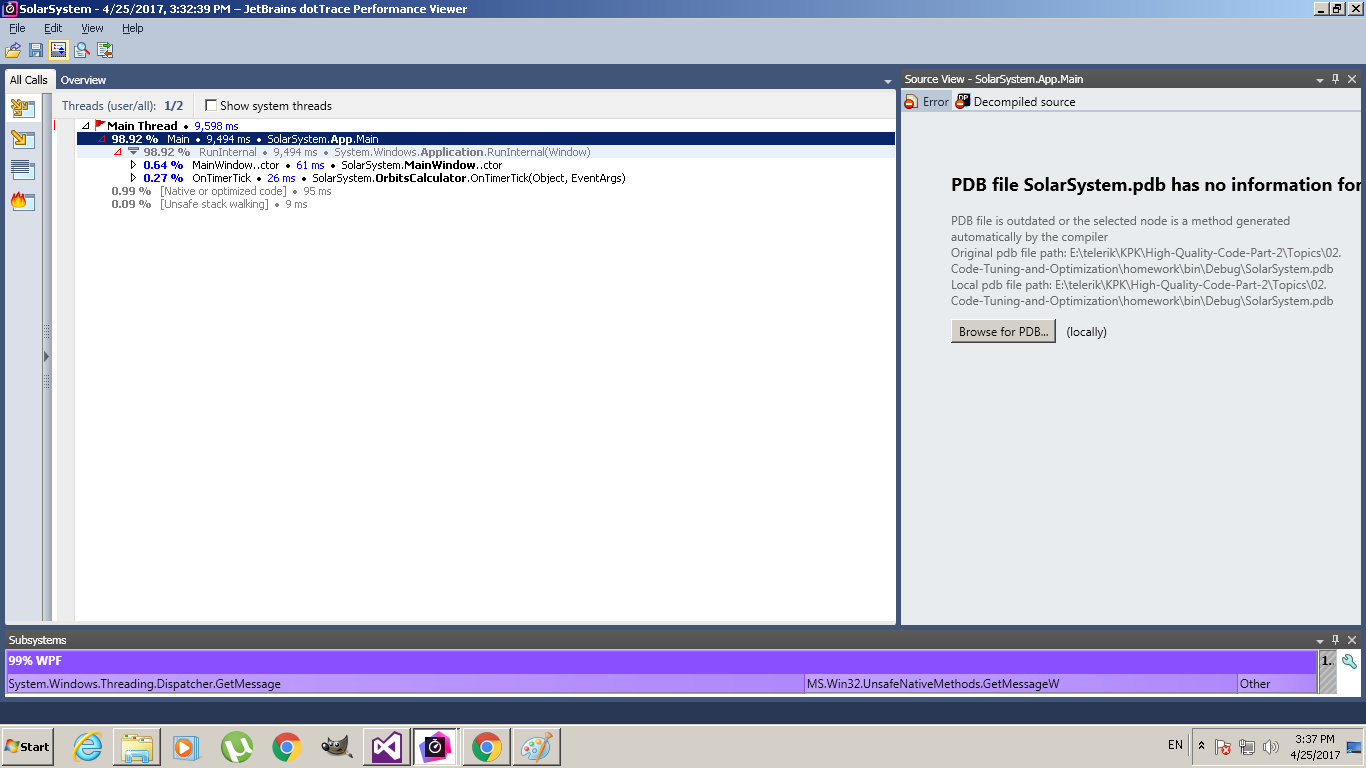 SolarSystem - 4/25/2017, 3:32:39 PM – JetBrains dotTrace Performance Viewer
File Edit View Help
All Calls
Overview
Threads (user/all): 1/2 Show system threads
Main Thread • 9,598 ms
98.92 % Main • 9,494 ms • SolarSystem.App.Main
98.92 % RunInternal • 9,494 ms • System.Windows.Application.RunInternal(Window)
0.64 % MainWindow..ctor • 61 ms • SolarSystem.MainWindow..ctor
0.27 % OnTimerTick • 26 ms • SolarSystem.OrbitsCalculator.OnTimerTick(Object, EventArgs)
0.99 % [Native or optimized code] • 95 ms
0.09 % [Unsafe stack walking] • 9 ms
Source View - SolarSystem.App.Main
Error Decompiled source
PDB file SolarSystem.pdb has no information for
PDB file is outdated or the selected node is a method generated
automatically by the compiler
Original pdb file path: E:\telerik\KPK\High-Quality-Code-Part-2\Topics\02.
Code-Tuning-and-Optimization\homework\bin\Debug\SolarSystem.pdb
Local pdb file path: E:\telerik\KPK\High-Quality-Code-Part-2\Topics\02.
Code-Tuning-and-Optimization\homework\bin\Debug\SolarSystem.pdb
Browse for PDB... (locally)
Subsystems
99% WPF
1..
System.Windows.Threading.Dispatcher.GetMessage
MS.Win32.UnsafeNativeMethods.GetMessageW
Other
Start
EN
3:37 PM
4/25/2017